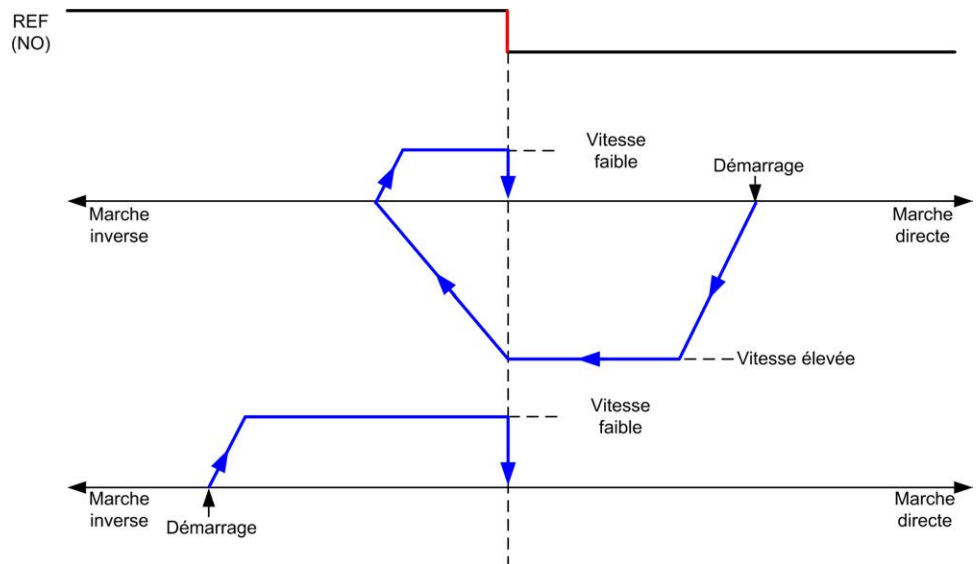 REF
(NO)
Vitesse
faible
Démarrage
Marche
inverse
Marche
directe
Vitesse élevée
Vitesse
faible
Marche
inverse
Démarrage
Marche
directe